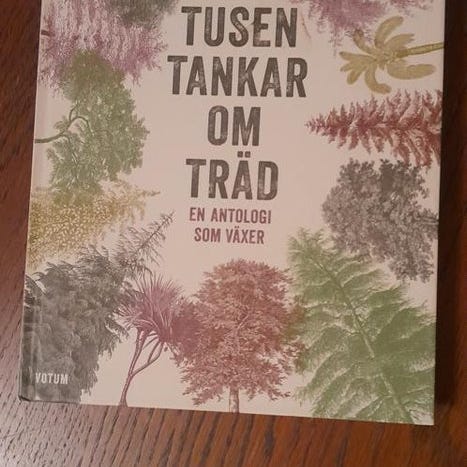 TUSEN
TANKAR
OM
TRÄD
EN ANTOLOGI
SOM VÄXER
VOTUM